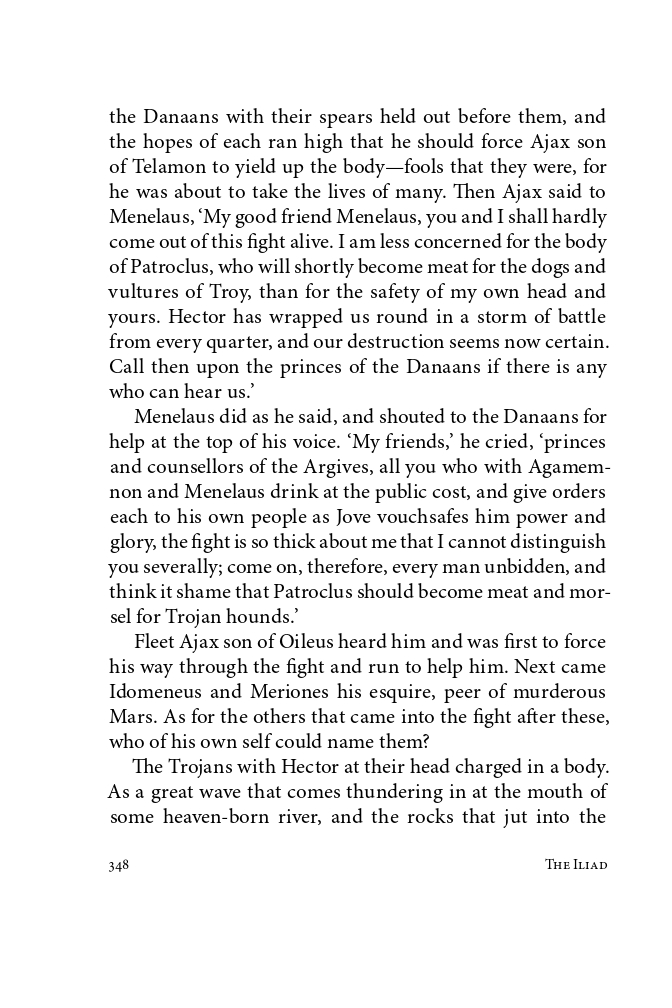 the Danaans with their spears held out before them, and
the hopes of each ran high that he should force Ajax son
of Telamon to yield up the body—fools that they were, for
he was about to take the lives of many. Then Ajax said to
Menelaus, ‘My good friend Menelaus, you and I shall hardly
come out of this fight alive. I am less concerned for the body
of Patroclus, who will shortly become meat for the dogs and
vultures of Troy, than for the safety of my own head and
yours. Hector has wrapped us round in a storm of battle
from every quarter, and our destruction seems now certain.
Call then upon the princes of the Danaans if there is any
who can hear us.’
Menelaus did as he said, and shouted to the Danaans for
help at the top of his voice. ‘My friends,’ he cried, ‘princes
and counsellors of the Argives, all you who with Agamem-
non and Menelaus drink at the public cost, and give orders
each to his own people as Jove vouchsafes him power and
glory, the fight is so thick about me that I cannot distinguish
you severally; come on, therefore, every man unbidden, and
think it shame that Patroclus should become meat and mor-
sel for Trojan hounds.’
Fleet Ajax son of Oileus heard him and was first to force
his way through the fight and run to help him. Next came
Idomeneus and Meriones his esquire, peer of murderous
Mars. As for the others that came into the fight after these,
who of his own self could name them?
The Trojans with Hector at their head charged in a body.
As a great wave that comes thundering in at the mouth of
some heaven-born river, and the rocks that jut into the
348 The Iliad